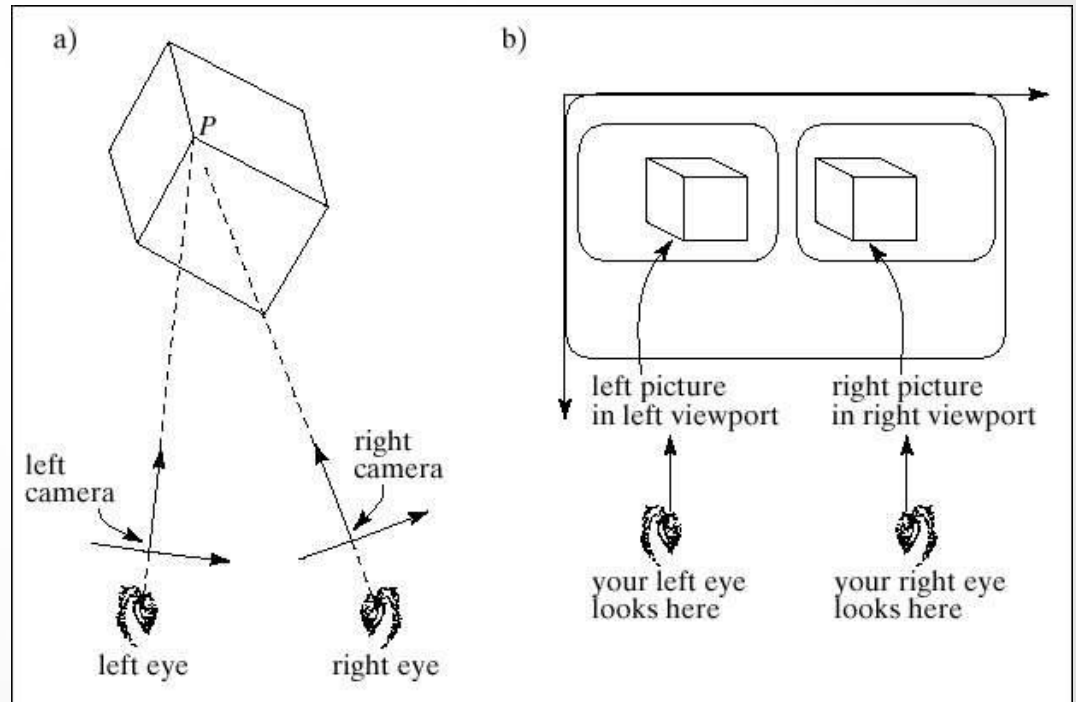 a)
P
left
camera
right
camera
left eye
right eye
b)
left picture
in left viewport
right picture
in right viewport
your left eye
looks here
your right eye
looks here